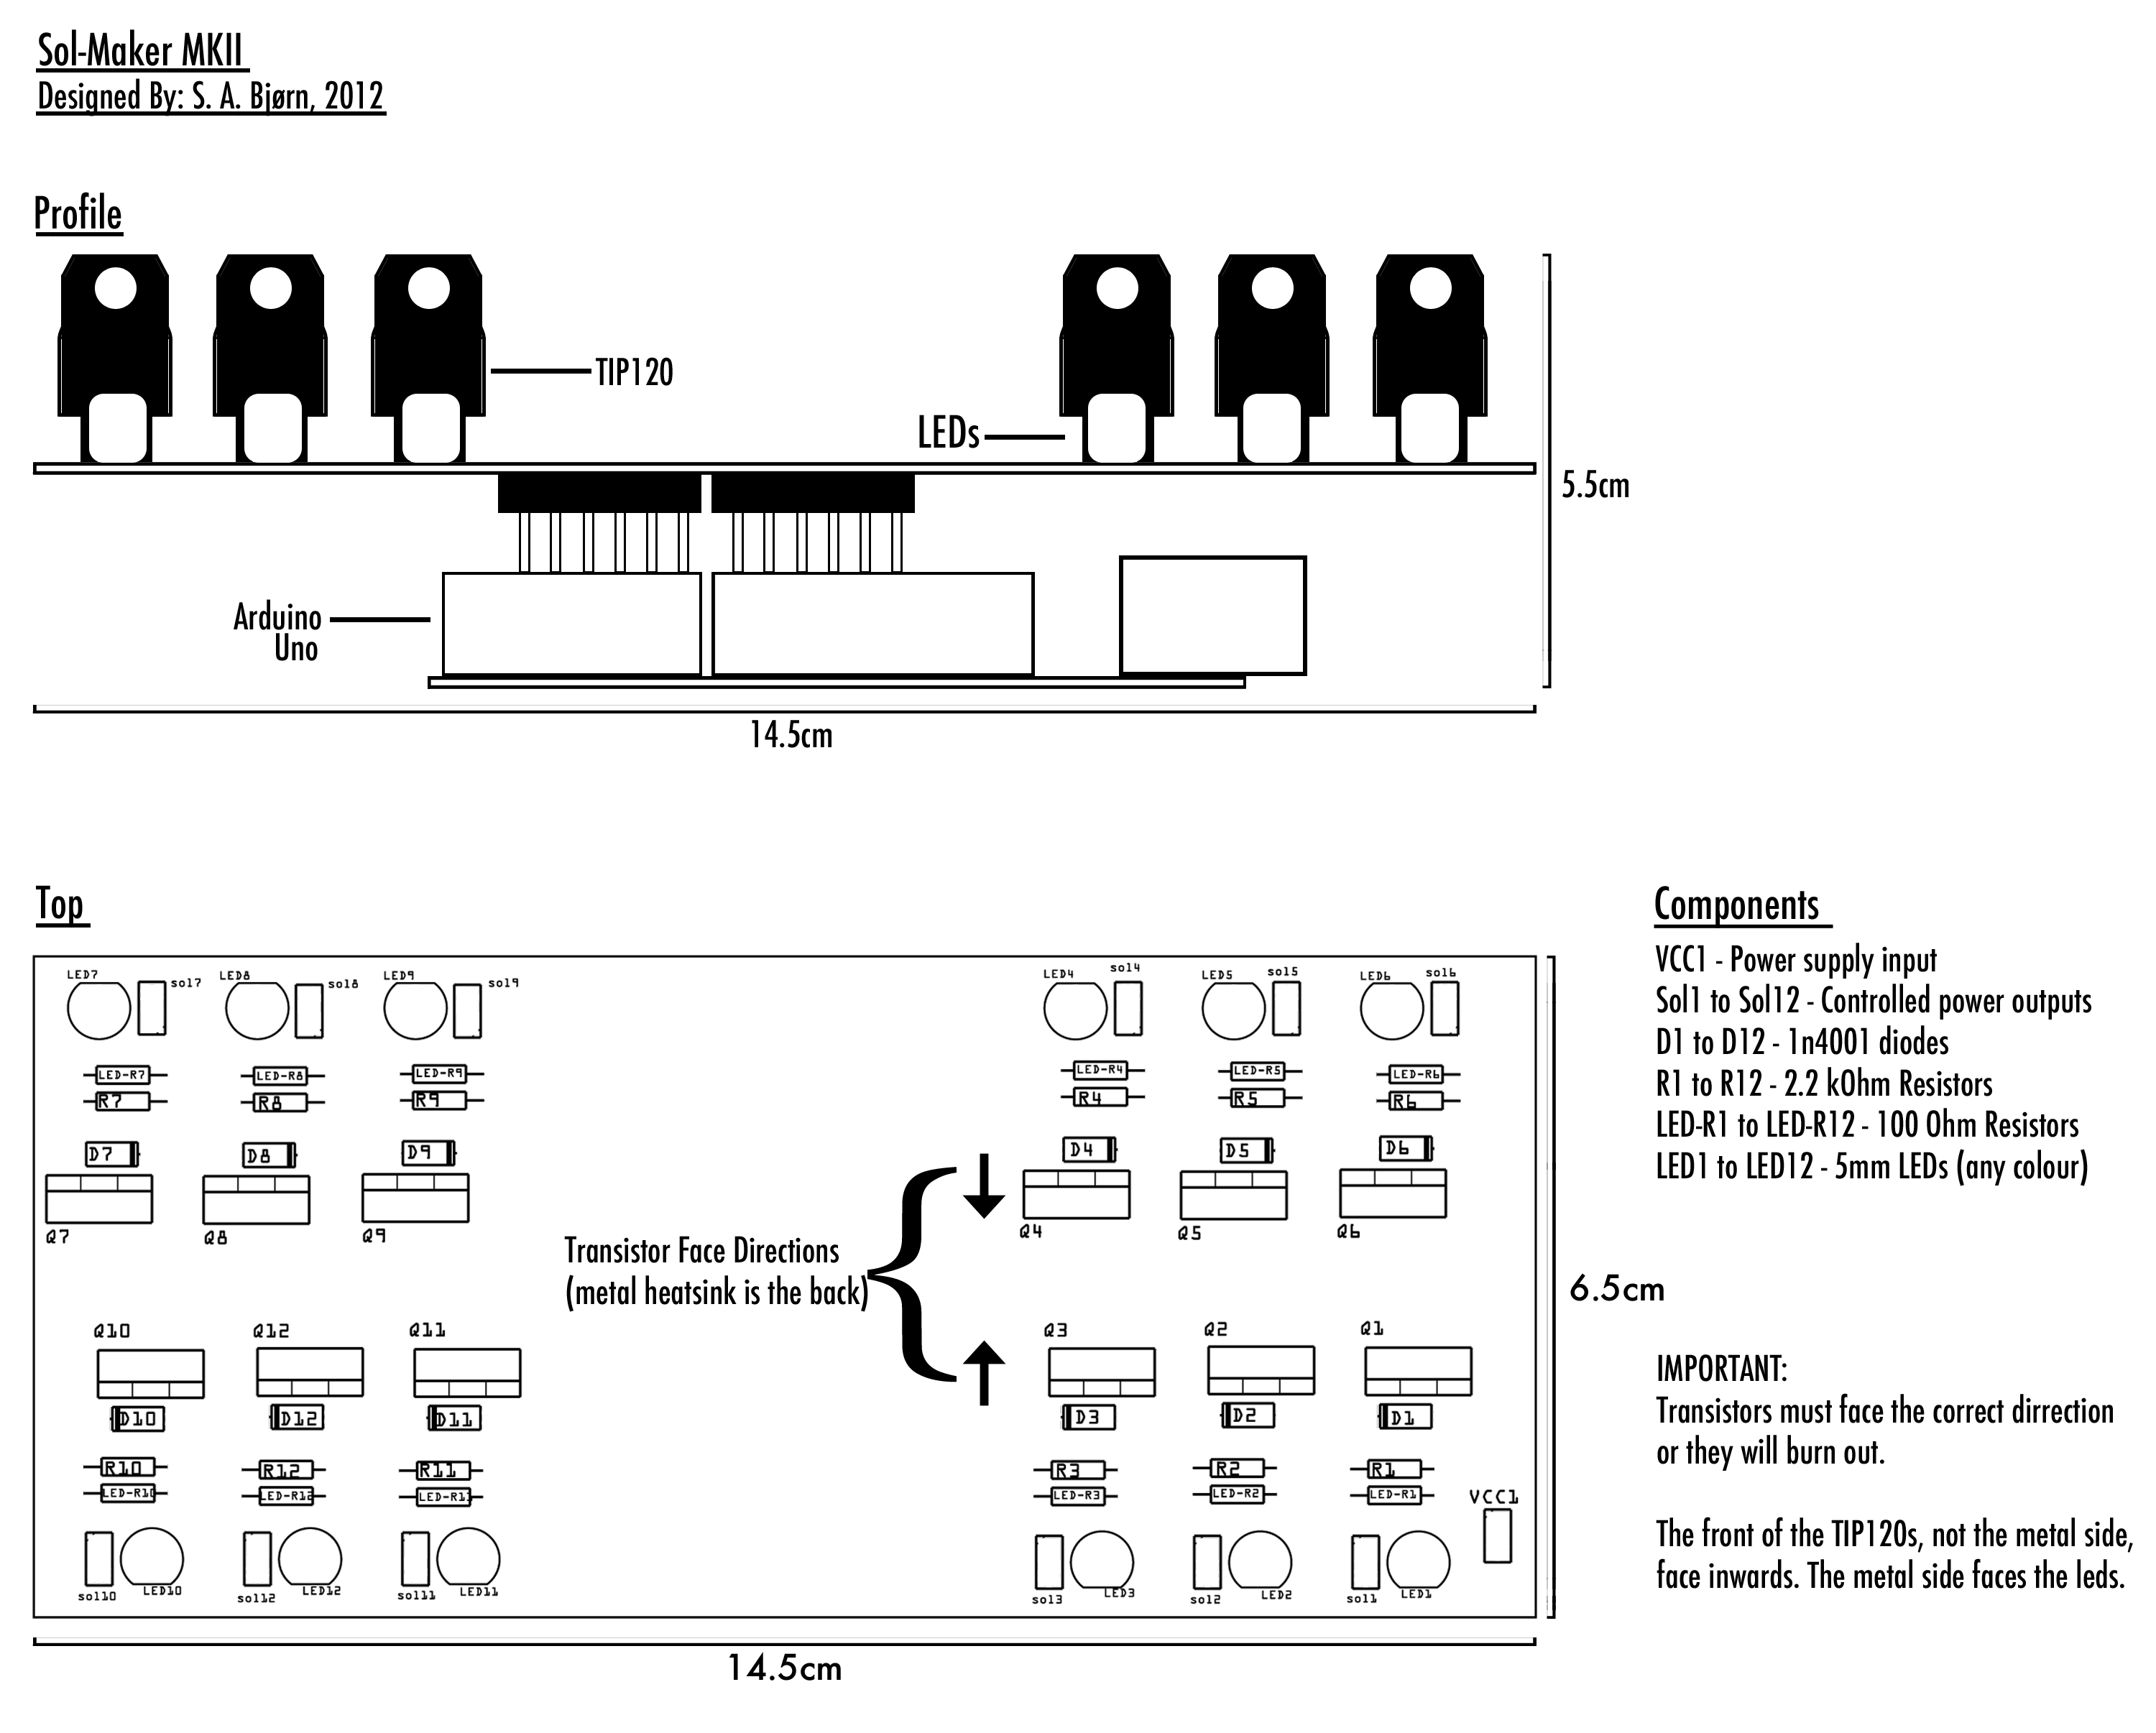 Sol-Maker MKII
Designed By: S. A. Bjørn, 2012
Profile
TIP120
LEDs
5.5cm
Arduino
Uno
14.5cm
Top
LED7 sol7 LED8 sol8 LED9 sol9 LED4 sol4 LED5 sol5 LED6 sol6
LED-R7 LED-R8 LED-R9 LED-R4 LED-R5 LED-R6
R7 R8 R9 R4 R5 R6
D7 D8 D9 D4 D5 D6
Q7 Q8 Q9 Q4 Q5 Q6
Transistor Face Directions
(metal heatsink is the back)
Q10 Q12 Q11 Q3 Q2 Q1
D10 D12 D11 D3 D2 D1
R10 R12 R11 R3 R2 R1
LED-R10 LED-R12 LED-R11 LED-R3 LED-R2 LED-R1
VCC1
sol10 LED10 sol12 LED12 sol11 LED11 sol3 LED3 sol2 LED2 sol1 LED1
6.5cm
14.5cm
Components
VCC1 - Power supply input
Sol1 to Sol12 - Controlled power outputs
D1 to D12 - 1n4001 diodes
R1 to R12 - 2.2 kOhm Resistors
LED-R1 to LED-R12 - 100 Ohm Resistors
LED1 to LED12 - 5mm LEDs (any colour)
IMPORTANT:
Transistors must face the correct dirrection
or they will burn out.
The front of the TIP120s, not the metal side,
face inwards. The metal side faces the leds.